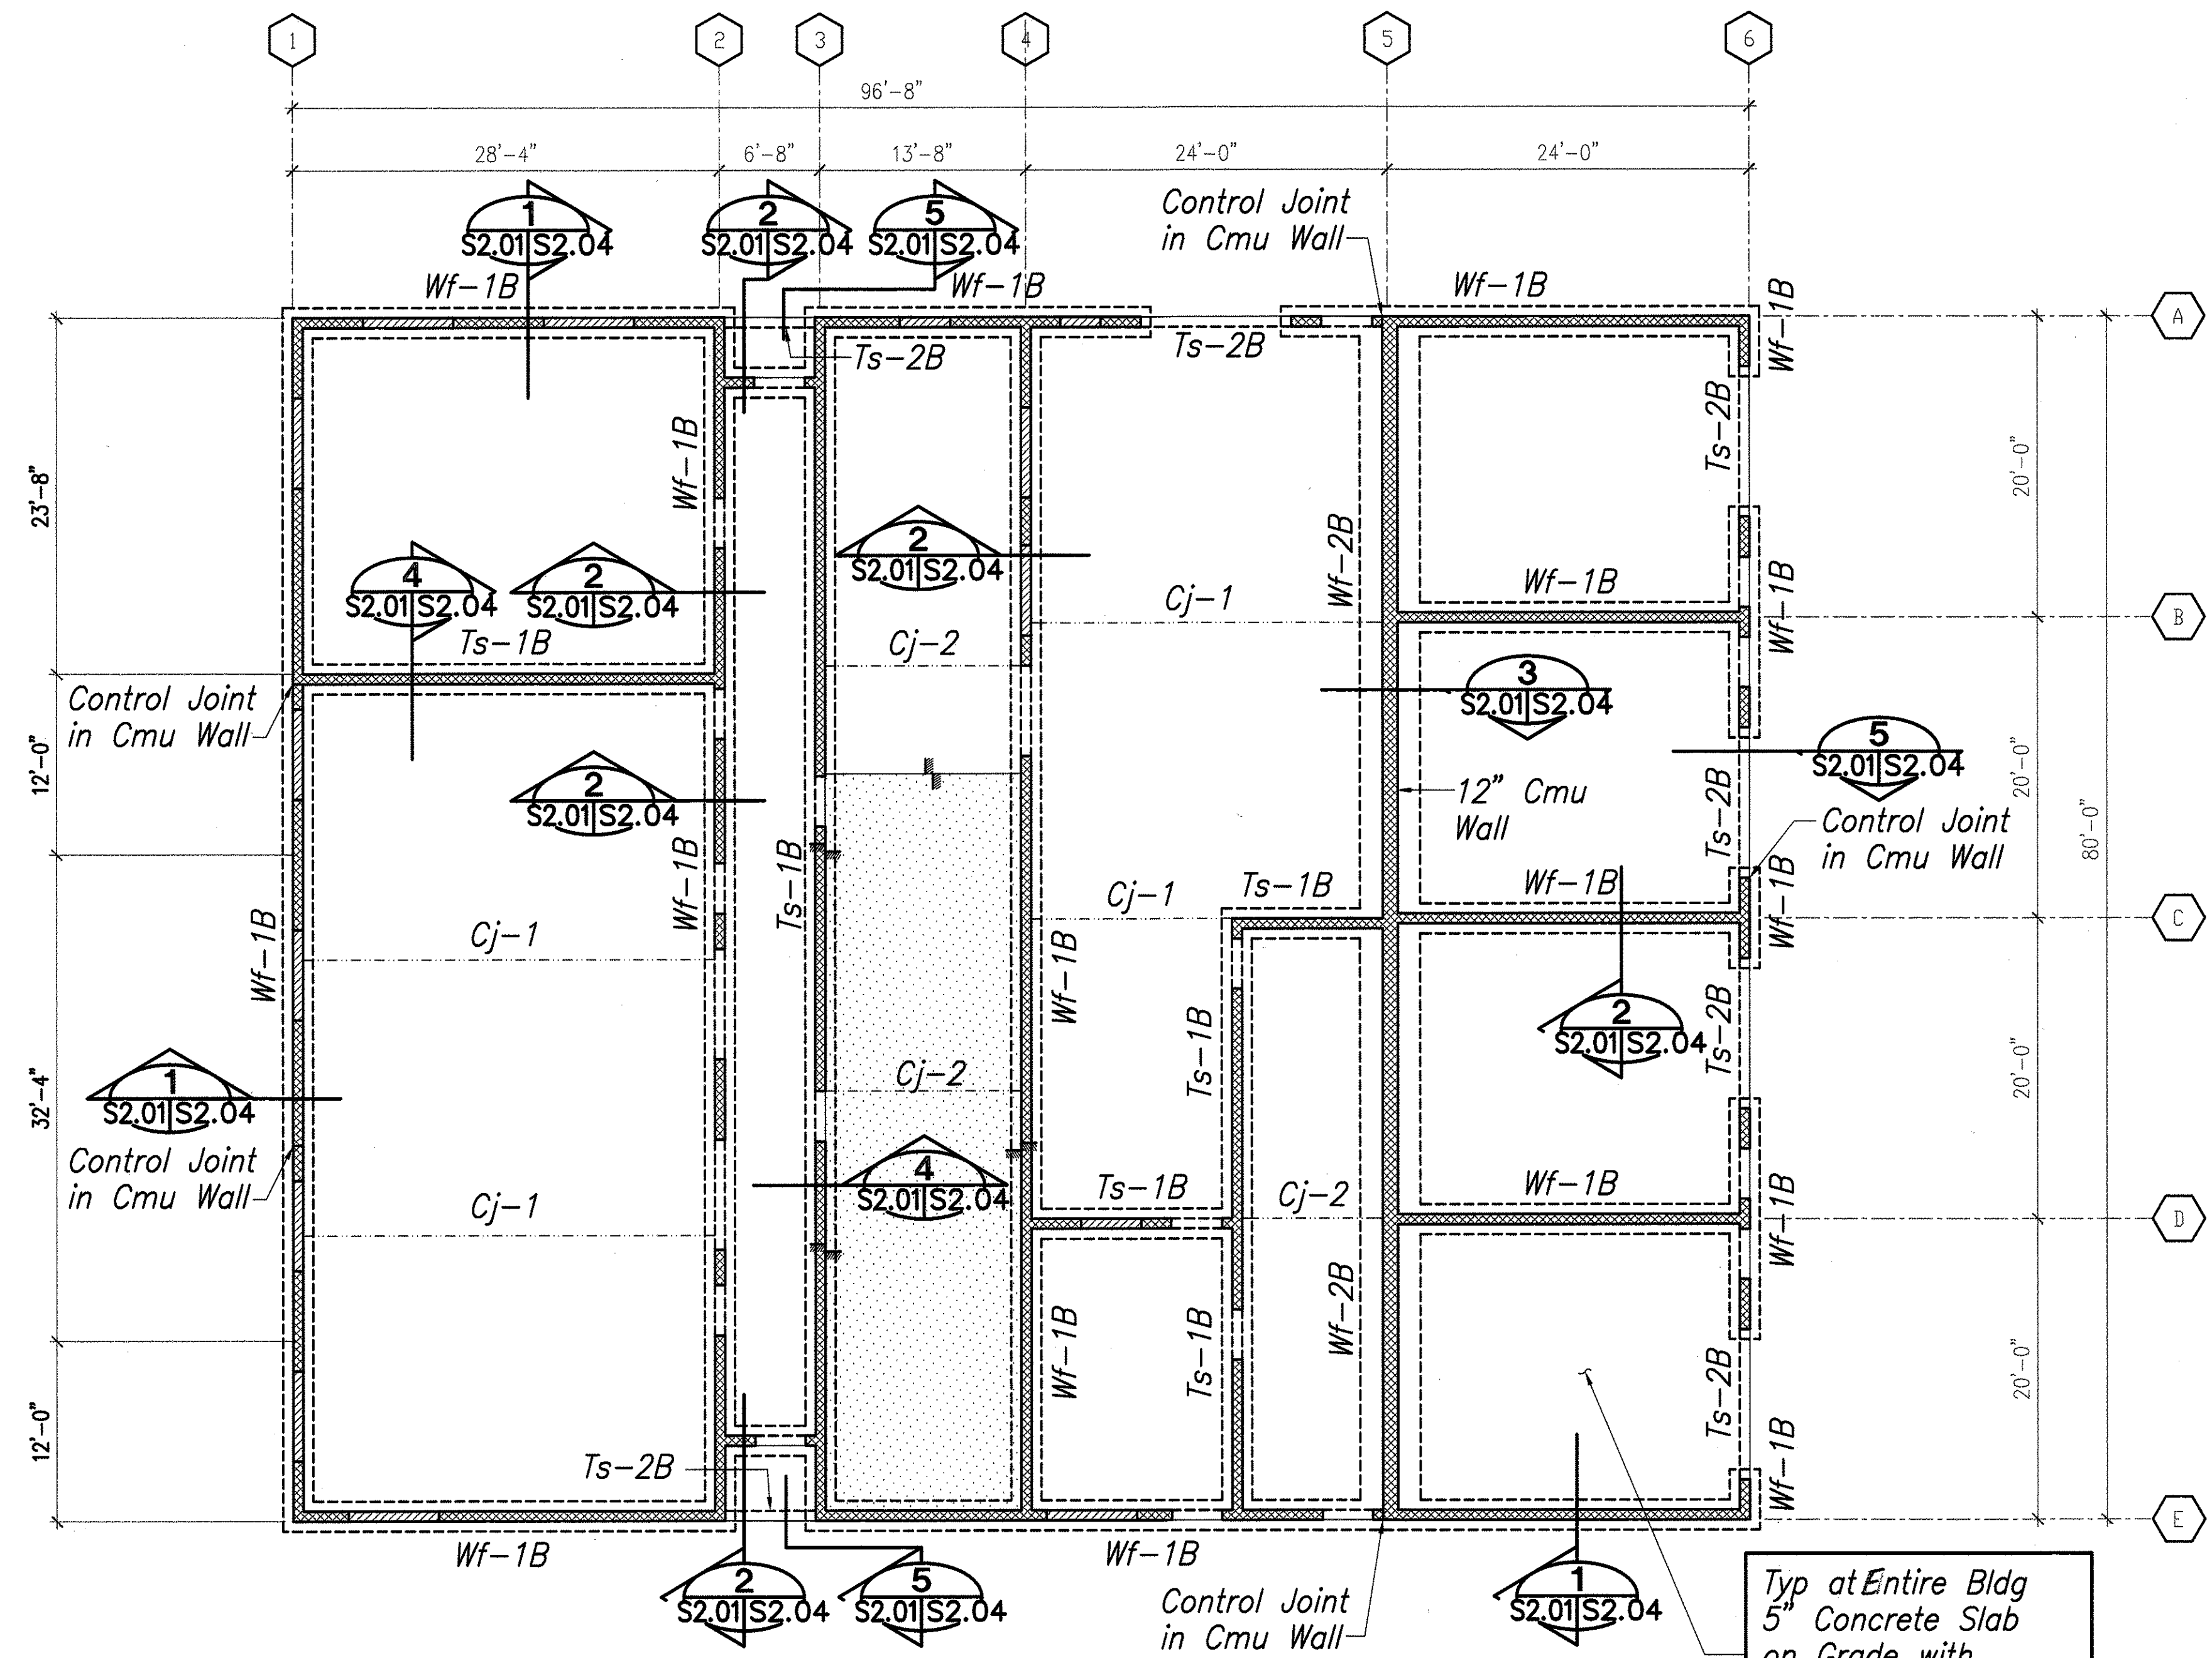 1
2
3
4
5
6
96'-8"
28'-4"
6'-8"
13'-8"
24'-0"
24'-0"
1
S2.01 S2.04
2
S2.01 S2.04
5
S2.01 S2.04
Control Joint
in Cmu Wall
Wf-1B
Wf-1B
Wf-1B
Wf-1B
A
Ts-2B
Ts-2B
Ts-2B
Wf-1B
23'-8"
20'-0"
4
S2.01 S2.04
2
S2.01 S2.04
2
S2.01 S2.04
Wf-2B
Cj-1
Wf-1B
Wf-1B
B
Ts-1B
Cj-2
Control Joint
in Cmu Wall
3
S2.01 S2.04
5
S2.01 S2.04
12'-0"
2
S2.01 S2.04
12" Cmu
Wall
Ts-2B
20'-0"
80'-0"
Control Joint
in Cmu Wall
Wf-1B
Ts-1B
Cj-1
Ts-1B
Wf-1B
Wf-1B
C
Wf-1B
Cj-1
Wf-1B
2
S2.01 S2.04
Ts-2B
20'-0"
Ts-1B
32'-4"
1
S2.01 S2.04
Cj-2
Control Joint
in Cmu Wall
4
S2.01 S2.04
Cj-1
Ts-1B
Cj-2
Wf-1B
Wf-1B
D
Wf-1B
Ts-1B
Wf-2B
Ts-2B
20'-0"
12'-0"
Ts-2B
Wf-1B
E
Wf-1B
2
S2.01 S2.04
5
S2.01 S2.04
Wf-1B
Control Joint
in Cmu Wall
1
S2.01 S2.04
Typ at Entire Bldg
5" Concrete Slab
on Grade with